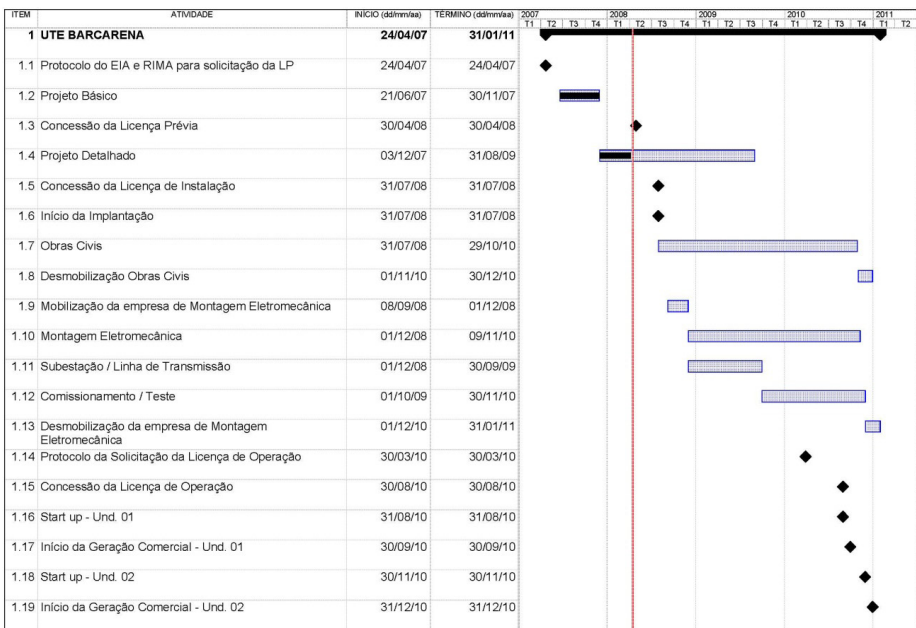 ITEM ATIVIDADE INÍCIO (dd/mm/aa) TÉRMINO (dd/mm/aa) 2007 2008 2009 2010 2011
T1 T2 T3 T4 T1 T2 T3 T4 T1 T2 T3 T4 T1 T2 T3 T4 T1 T2
1 UTE BARCARENA 24/04/07 31/01/11
1.1 Protocolo do EIA e RIMA para solicitação da LP 24/04/07 24/04/07
1.2 Projeto Básico 21/06/07 30/11/07
1.3 Concessão da Licença Prévia 30/04/08 30/04/08
1.4 Projeto Detalhado 03/12/07 31/08/09
1.5 Concessão da Licença de Instalação 31/07/08 31/07/08
1.6 Início da Implantação 31/07/08 31/07/08
1.7 Obras Civis 31/07/08 29/10/10
1.8 Desmobilização Obras Civis 01/11/10 30/12/10
1.9 Mobilização da empresa de Montagem Eletromecânica 08/09/08 01/12/08
1.10 Montagem Eletromecânica 01/12/08 09/11/10
1.11 Subestação / Linha de Transmissão 01/12/08 30/09/09
1.12 Comissionamento / Teste 01/10/09 30/11/10
1.13 Desmobilização da empresa de Montagem 01/12/10 31/01/11
Eletromecânica
1.14 Protocolo da Solicitação da Licença de Operação 30/03/10 30/03/10
1.15 Concessão da Licença de Operação 30/08/10 30/08/10
1.16 Start up - Und. 01 31/08/10 31/08/10
1.17 Início da Geração Comercial - Und. 01 30/09/10 30/09/10
1.18 Start up - Und. 02 30/11/10 30/11/10
1.19 Início da Geração Comercial - Und. 02 31/12/10 31/12/10